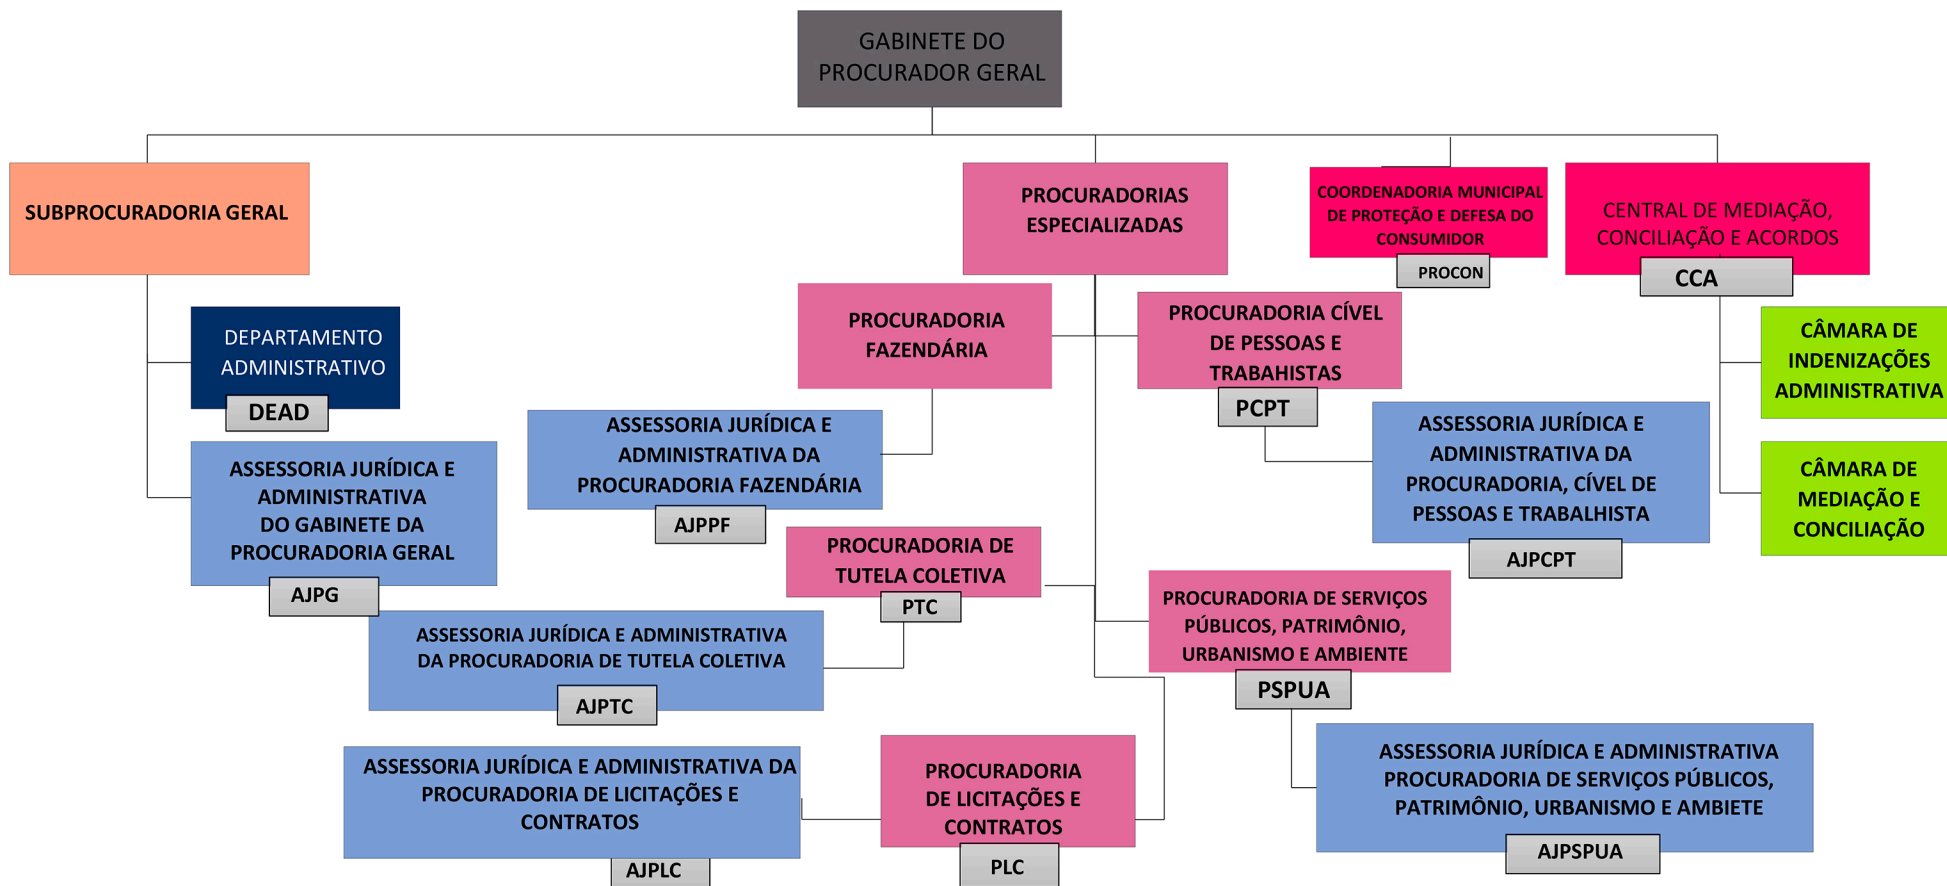 GABINETE DO
PROCURADOR GERAL
SUBPROCURADORIA GERAL
PROCURADORIAS
ESPECIALIZADAS
COORDENADORIA MUNICIPAL
DE PROTEÇÃO E DEFESA DO
CONSUMIDOR
PROCON
CENTRAL DE MEDIAÇÃO,
CONCILIAÇÃO E ACORDOS
CCA
DEPARTAMENTO
ADMINISTRATIVO
DEAD
PROCURADORIA
FAZENDÁRIA
PROCURADORIA CÍVEL
DE PESSOAS E
TRABAHISTAS
PCPT
CÂMARA DE
INDENIZAÇÕES
ADMINISTRATIVA
ASSESSORIA JURÍDICA E
ADMINISTRATIVA
DO GABINETE DA
PROCURADORIA GERAL
AJPG
ASSESSORIA JURÍDICA E
ADMINISTRATIVA DA
PROCURADORIA FAZENDÁRIA
AJPPF
ASSESSORIA JURÍDICA E
ADMINISTRATIVA DA
PROCURADORIA, CÍVEL DE
PESSOAS E TRABALHISTA
AJPCPT
CÂMARA DE
MEDIAÇÃO E
CONCILIAÇÃO
PROCURADORIA DE
TUTELA COLETIVA
PTC
ASSESSORIA JURÍDICA E ADMINISTRATIVA
DA PROCURADORIA DE TUTELA COLETIVA
AJPTC
PROCURADORIA DE SERVIÇOS
PÚBLICOS, PATRIMÔNIO,
URBANISMO E AMBIENTE
PSPUA
ASSESSORIA JURÍDICA E ADMINISTRATIVA DA
PROCURADORIA DE LICITAÇÕES E
CONTRATOS
AJPLC
PROCURADORIA
DE LICITAÇÕES E
CONTRATOS
PLC
ASSESSORIA JURÍDICA E ADMINISTRATIVA
PROCURADORIA DE SERVIÇOS PÚBLICOS,
PATRIMÔNIO, URBANISMO E AMBIETE
AJPSPUA